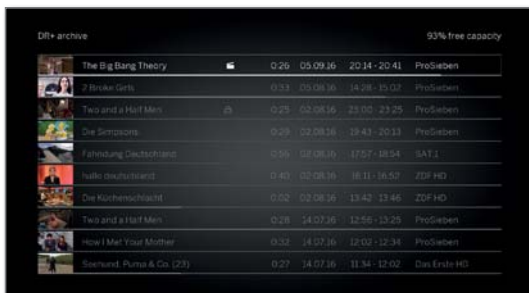 DR+ archive 93% free capacity
The Big Bang Theory 0:26 05.09.16 20:14 - 20:41 ProSieben
2 Broke Girls 0:33 05.08.16 14:28 - 15:02 ProSieben
Two and a Half Men 0:25 02.08.16 23:00 - 23:25 ProSieben
Die Simpsons 0:29 02.08.16 19:43 - 20:13 ProSieben
Fahndung Deutschland 0:56 02.08.16 17:57 - 18:54 SAT.1
hallo deutschland 0:40 02.08.16 16:11 - 16:52 ZDF HD
Die Küchenschlacht 0:02 02.08.16 13:42 - 13:46 ZDF HD
Two and a Half Men 0:28 14.07.16 12:56 - 13:25 ProSieben
How I Met Your Mother 0:32 14.07.16 12:02 - 12:34 ProSieben
Seehund, Puma & Co. (23) 0:27 14.07.16 11:34 - 12:02 Das Erste HD